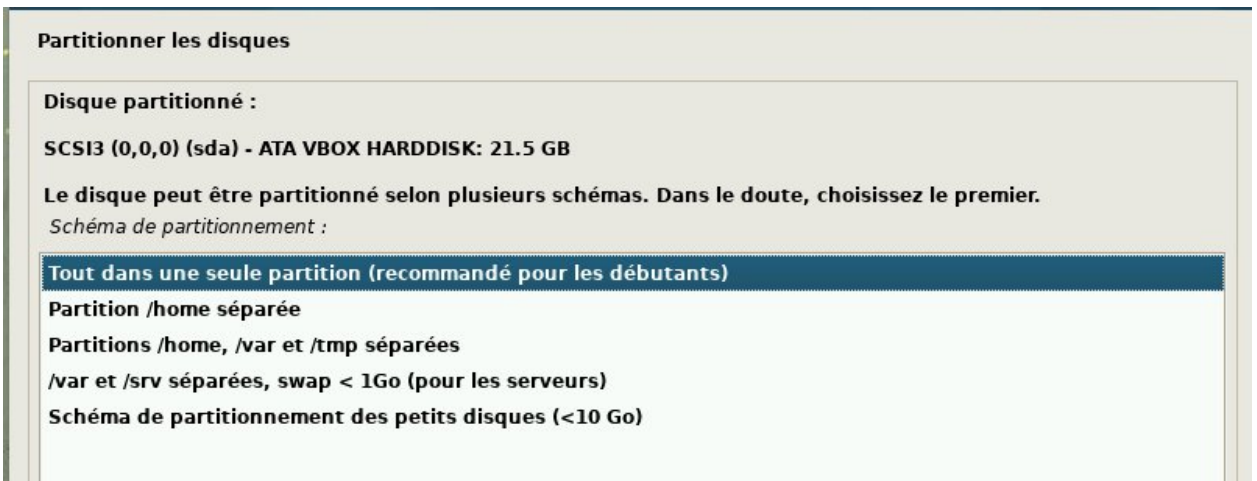 Partitionner les disques
Disque partitionné :
SCSI3 (0,0,0) (sda) - ATA VBOX HARDDISK: 21.5 GB
Le disque peut être partitionné selon plusieurs schémas. Dans le doute, choisissez le premier.
Schéma de partitionnement :
Tout dans une seule partition (recommandé pour les débutants)
Partition /home séparée
Partitions /home, /var et /tmp séparées
/var et /srv séparées, swap < 1Go (pour les serveurs)
Schéma de partitionnement des petits disques (<10 Go)